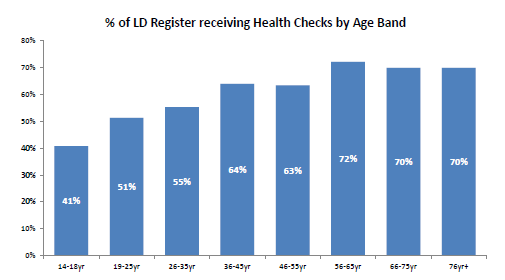 % of LD Register receiving Health Checks by Age Band
80%
70%
60%
50%
40%
30%
20%
10%
0%
41%
51%
55%
64%
63%
72%
70%
70%
14-18yr
19-25yr
26-35yr
36-45yr
46-55yr
56-65yr
66-75yr
76yr+